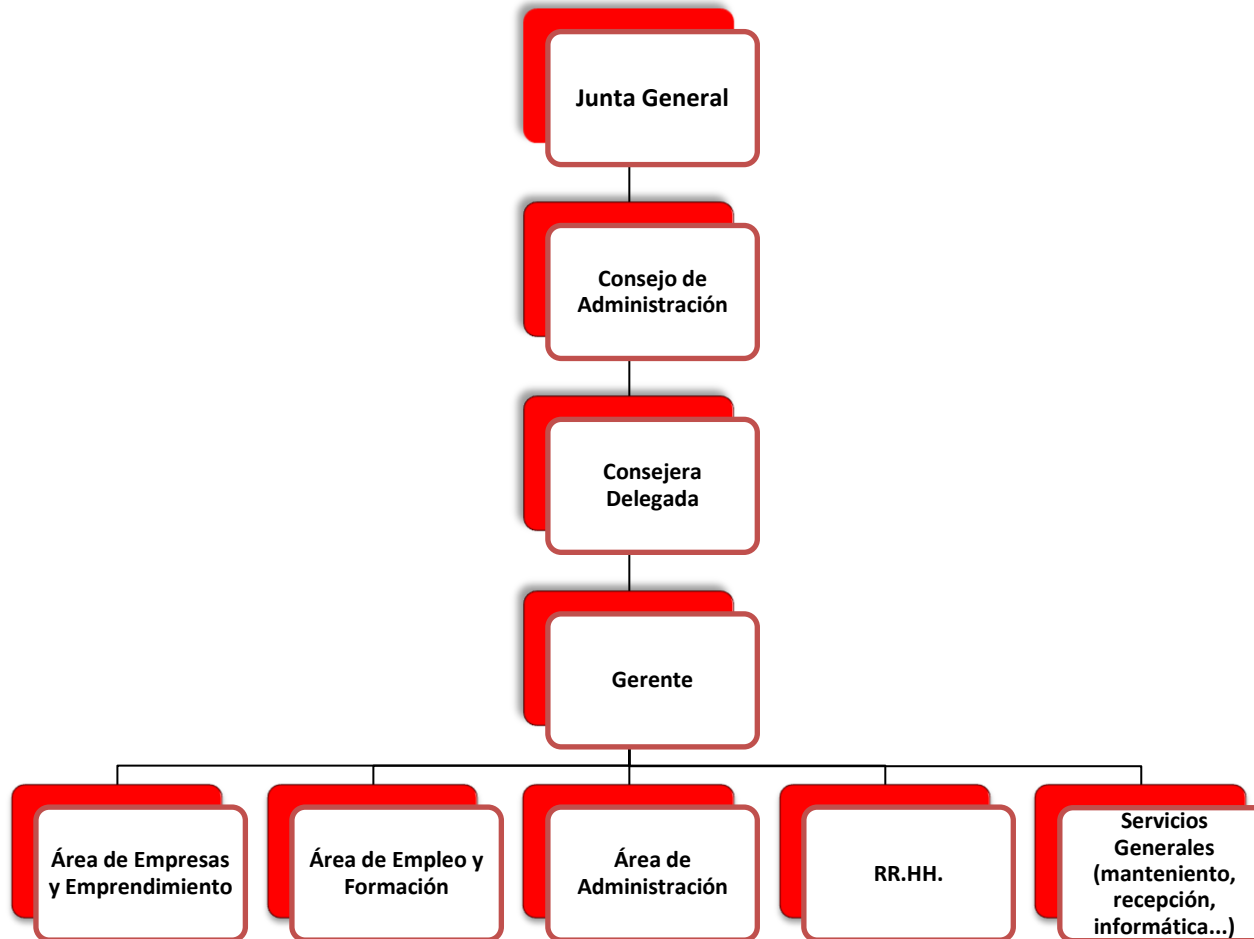 Junta General
Consejo de
Administración
Consejera
Delegada
Gerente
Área de Empresas
y Emprendimiento
Área de Empleo y
Formación
Área de
Administración
RR.HH.
Servicios
Generales
(manteniento,
recepción,
informática...)